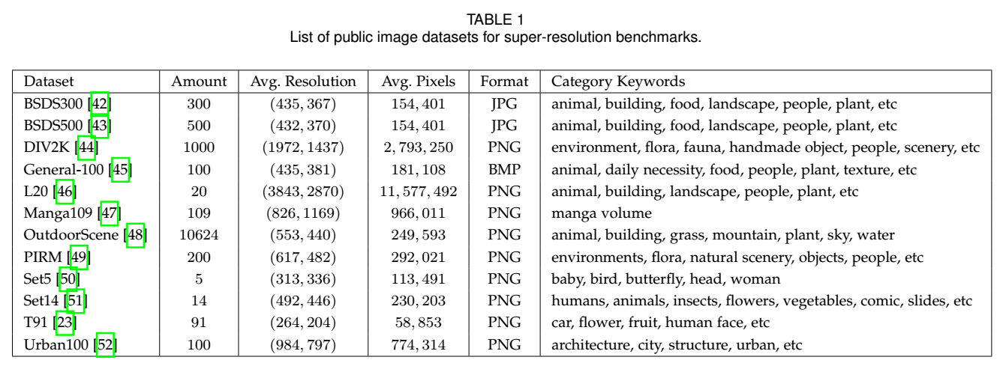 TABLE 1
List of public image datasets for super-resolution benchmarks.
Dataset Amount Avg. Resolution Avg. Pixels Format Category Keywords
BSDS300 [42] 300 (435, 367) 154, 401 JPG animal, building, food, landscape, people, plant, etc
BSDS500 [43] 500 (432, 370) 154, 401 JPG animal, building, food, landscape, people, plant, etc
DIV2K [44] 1000 (1972, 1437) 2, 793, 250 PNG environment, flora, fauna, handmade object, people, scenery, etc
General-100 [45] 100 (435, 381) 181, 108 BMP animal, daily necessity, food, people, plant, texture, etc
L20 [46] 20 (3843, 2870) 11, 577, 492 PNG animal, building, landscape, people, plant, etc
Manga109 [47] 109 (826, 1169) 966, 011 PNG manga volume
OutdoorScene [48] 10624 (553, 440) 249, 593 PNG animal, building, grass, mountain, plant, sky, water
PIRM [49] 200 (617, 482) 292, 021 PNG environments, flora, natural scenery, objects, people, etc
Set5 [50] 5 (313, 336) 113, 491 PNG baby, bird, butterfly, head, woman
Set14 [51] 14 (492, 446) 230, 203 PNG humans, animals, insects, flowers, vegetables, comic, slides, etc
T91 [23] 91 (264, 204) 58, 853 PNG car, flower, fruit, human face, etc
Urban100 [52] 100 (984, 797) 774, 314 PNG architecture, city, structure, urban, etc